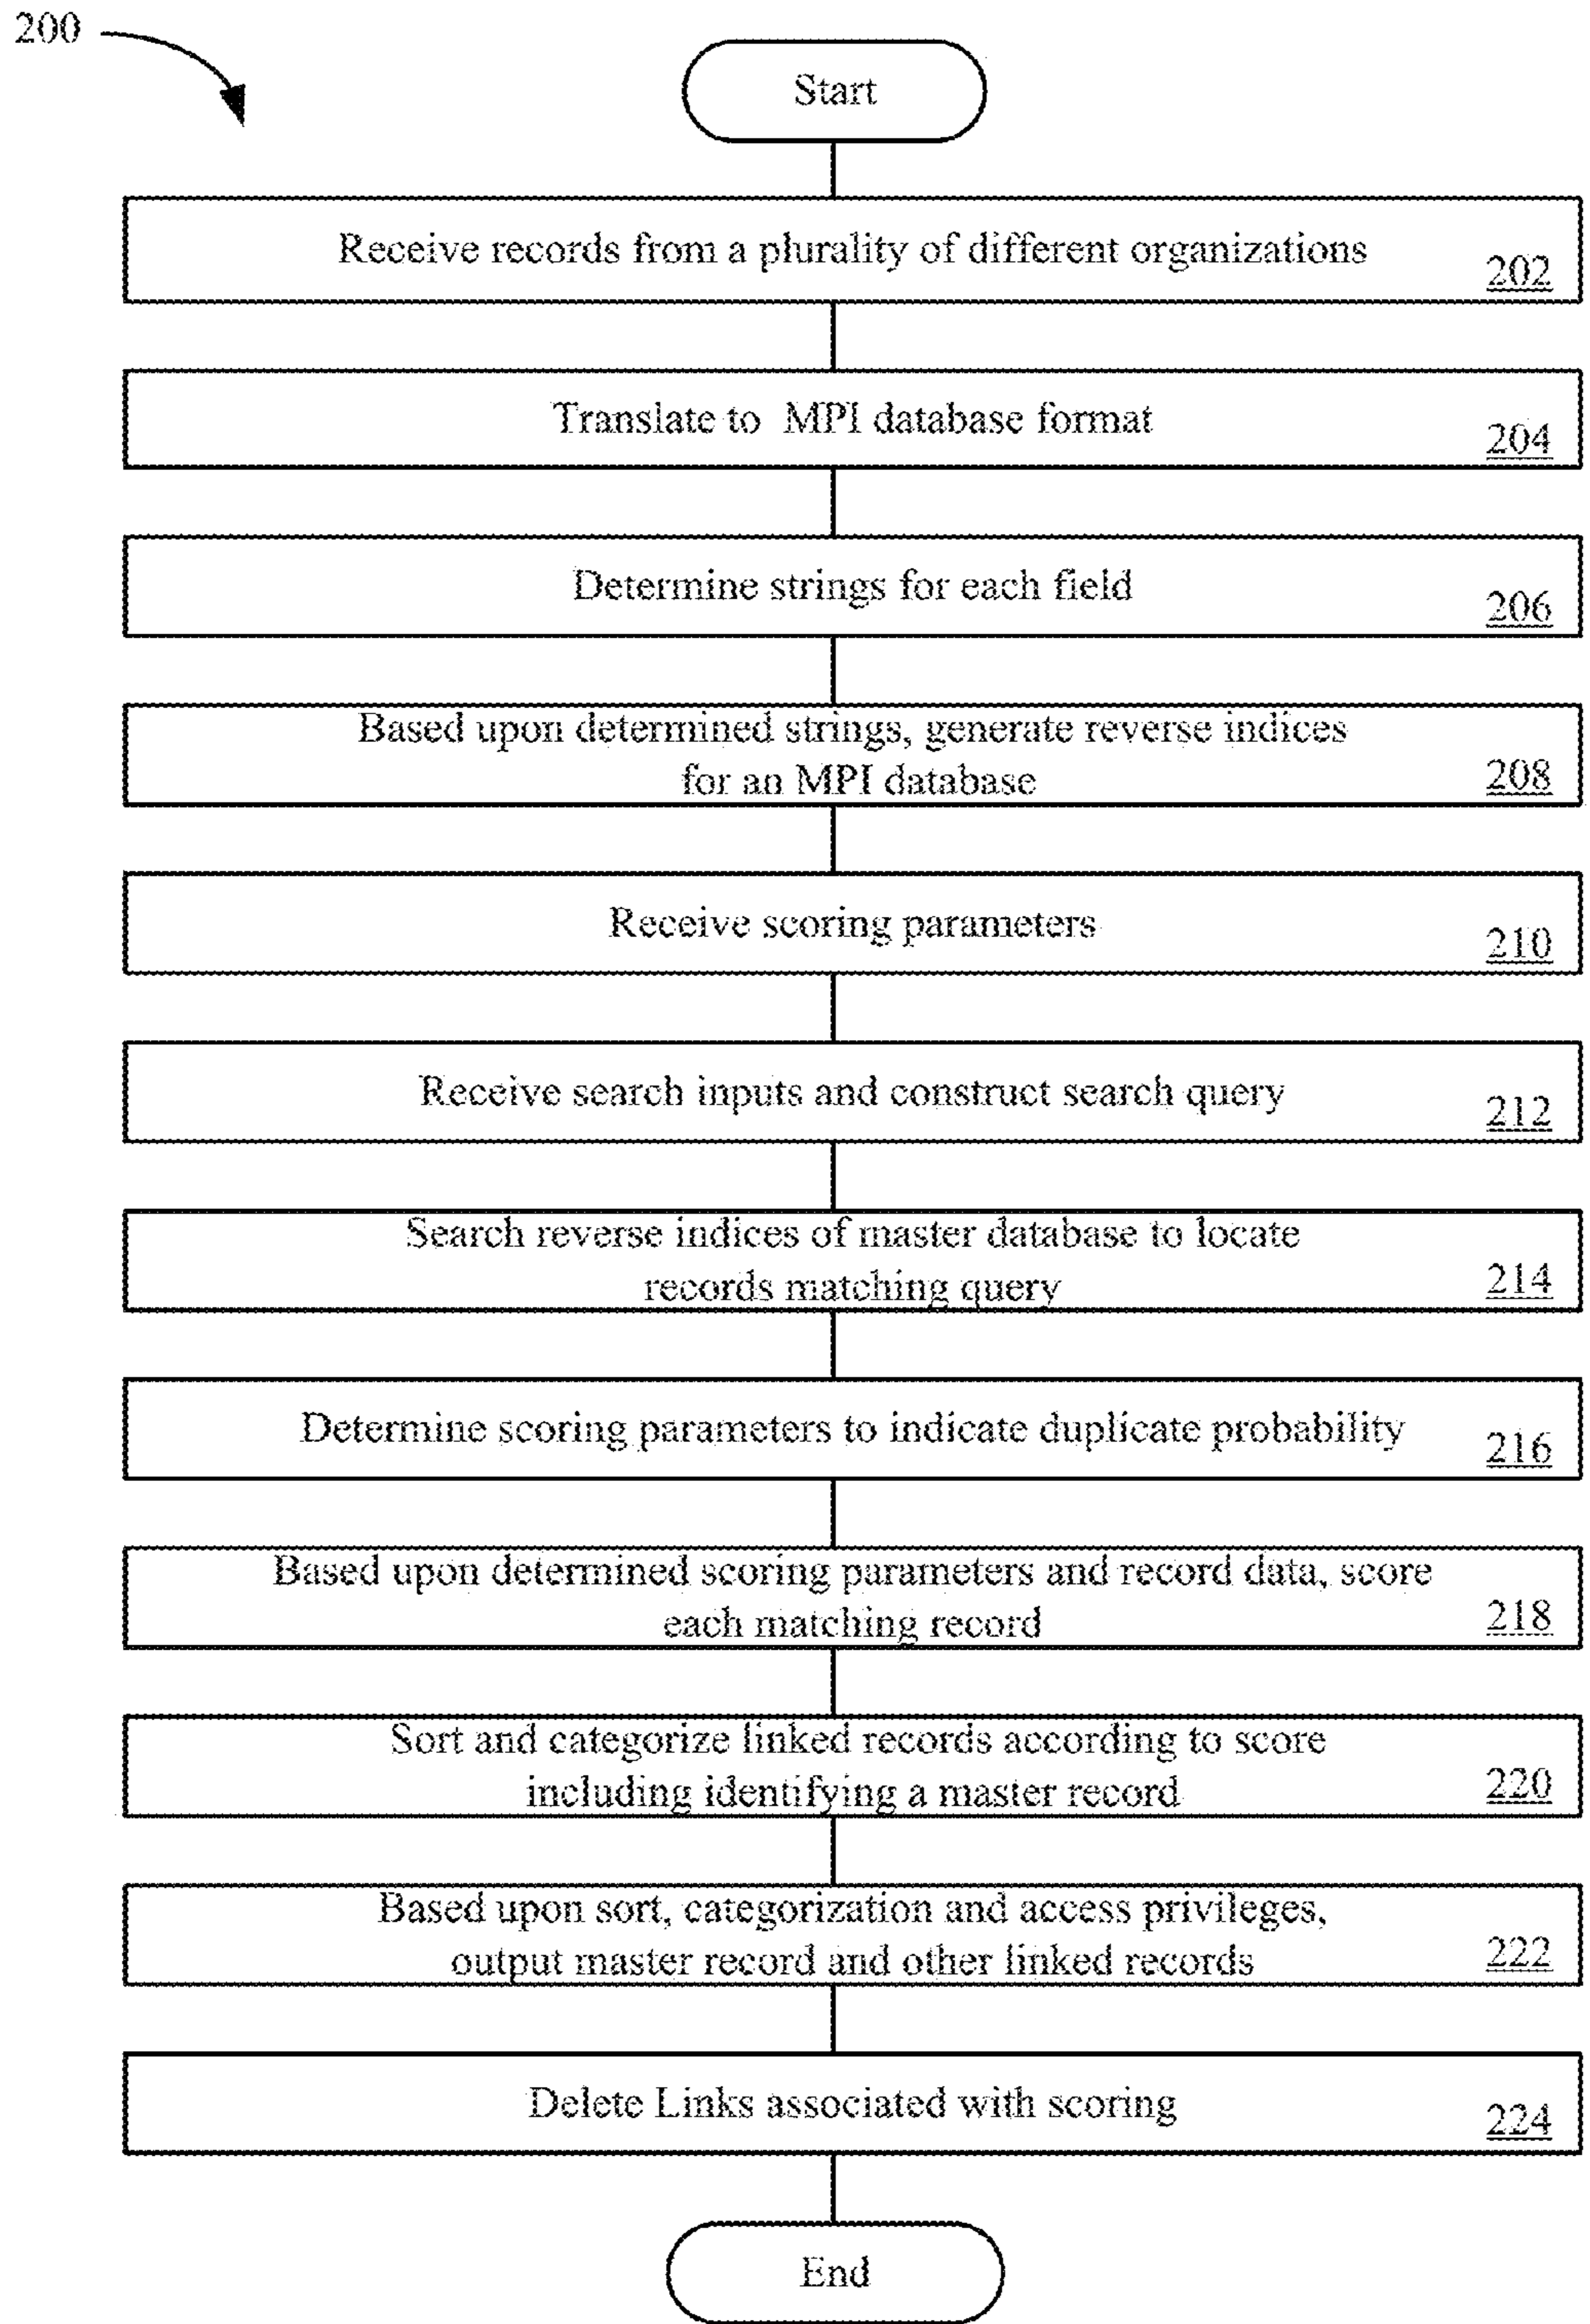 200
Start
Receive records from a plurality of different organizations
202
Translate to MPI database format
204
Determine strings for each field
206
Based upon determined strings, generate reverse indices
for an MPI database
208
Receive scoring parameters
210
Receive search inputs and construct search query
212
Search reverse indices of master database to locate
records matching query
214
Determine scoring parameters to indicate duplicate probability
216
Based upon determined scoring parameters and record data, score
each matching record
218
Sort and categorize linked records according to score
including identifying a master record
220
Based upon sort, categorization and access privileges,
output master record and other linked records
222
Delete Links associated with scoring
224
End